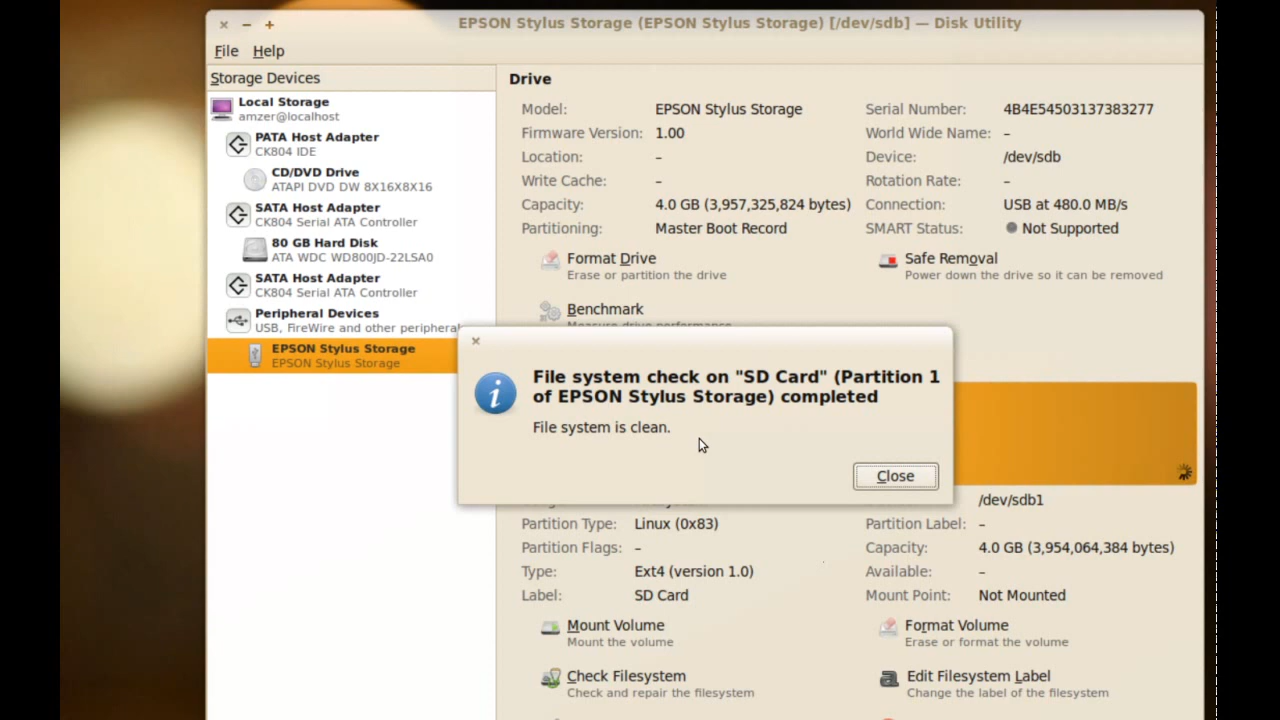 EPSON Stylus Storage (EPSON Stylus Storage) [/dev/sdb] — Disk Utility
File Help
Storage Devices
Local Storage
amzer@localhost
PATA Host Adapter
CK804 IDE
CD/DVD Drive
ATAPI DVD DW 8X16X8X16
SATA Host Adapter
CK804 Serial ATA Controller
80 GB Hard Disk
ATA WDC WD800JD-22LSA0
SATA Host Adapter
CK804 Serial ATA Controller
Peripheral Devices
USB, FireWire and other peripheral
EPSON Stylus Storage
EPSON Stylus Storage
Drive
Model: EPSON Stylus Storage Serial Number: 4B4E54503137383277
Firmware Version: 1.00 World Wide Name: –
Location: – Device: /dev/sdb
Write Cache: – Rotation Rate: –
Capacity: 4.0 GB (3,957,325,824 bytes) Connection: USB at 480.0 MB/s
Partitioning: Master Boot Record SMART Status: Not Supported
Format Drive Safe Removal
Erase or partition the drive Power down the drive so it can be removed
Benchmark
Measure drive performance
File system check on "SD Card" (Partition 1
of EPSON Stylus Storage) completed
File system is clean.
Close
/dev/sdb1
Partition Type: Linux (0x83) Partition Label: –
Partition Flags: – Capacity: 4.0 GB (3,954,064,384 bytes)
Type: Ext4 (version 1.0) Available: –
Label: SD Card Mount Point: Not Mounted
Mount Volume Format Volume
Mount the volume Erase or format the volume
Check Filesystem Edit Filesystem Label
Check and repair the filesystem Change the label of the filesystem